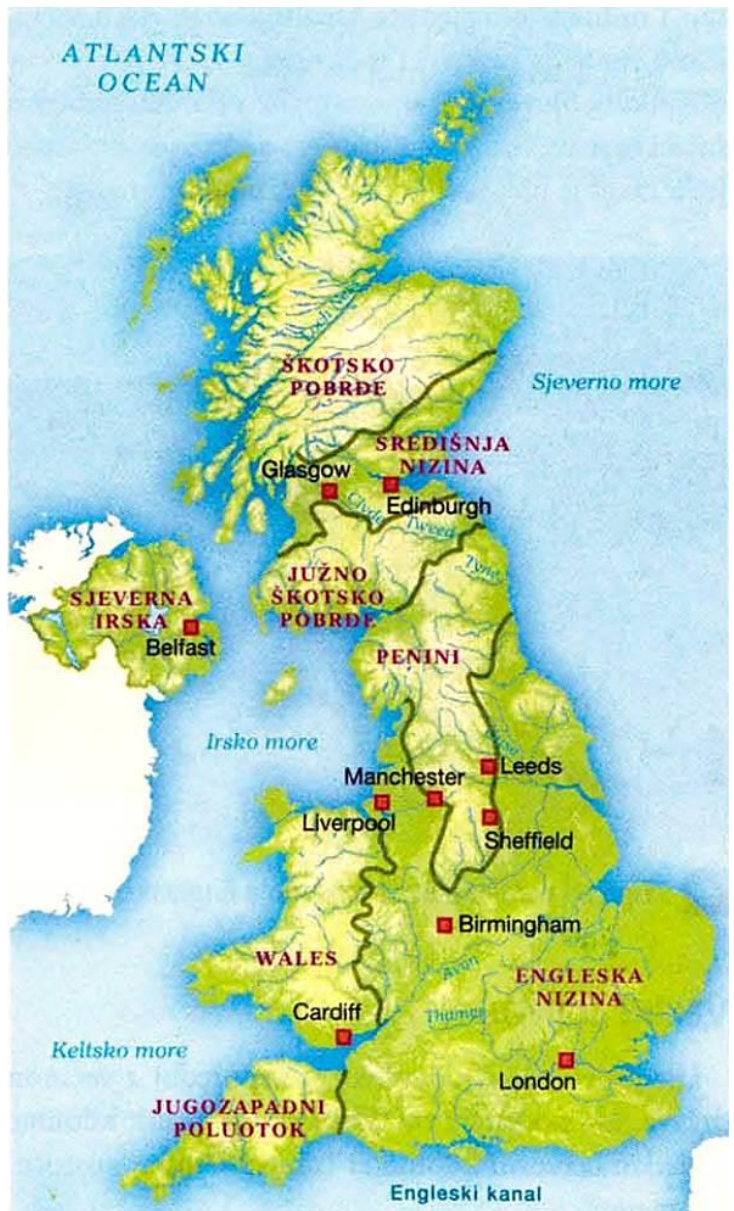 ATLANTSKI
OCEAN
Loch Ness
ŠKOTSKO
POBRĐE
Sjeverno more
SREDIŠNJA
NIZINA
Glasgow
Edinburgh
Clyde
Tweed
Tyne
JUŽNO
ŠKOTSKO
POBRĐE
SJEVERNA
IRSKA
Belfast
PENINI
Irsko more
Leeds
Manchester
Liverpool
Sheffield
Birmingham
WALES
Avon
ENGLESKA
NIZINA
Thames
Cardiff
Keltsko more
London
JUGOZAPADNI
POLUOTOK
Engleski kanal